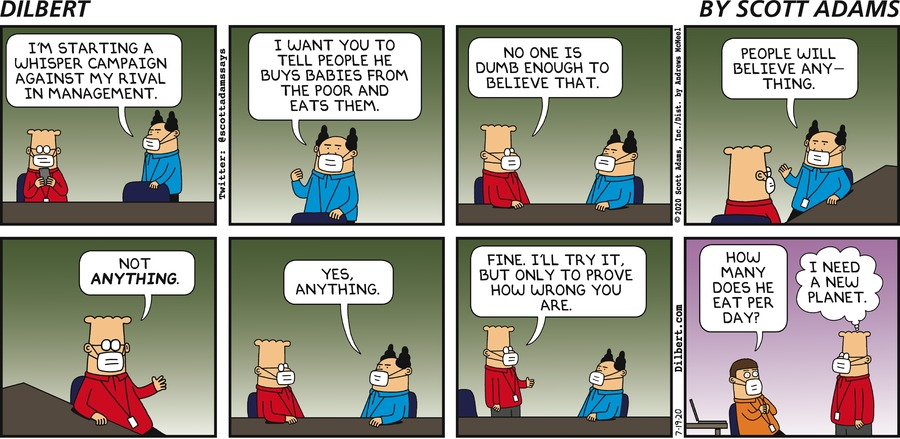 DILBERT
BY SCOTT ADAMS
I'M STARTING A
WHISPER CAMPAIGN
AGAINST MY RIVAL
IN MANAGEMENT.
Twitter: @scottadamssays
I WANT YOU TO
TELL PEOPLE HE
BUYS BABIES FROM
THE POOR AND
EATS THEM.
NO ONE IS
DUMB ENOUGH TO
BELIEVE THAT.
© 2020 Scott Adams, Inc./Dist. by Andrews McMeel
PEOPLE WILL
BELIEVE ANY–
THING.
NOT
ANYTHING.
YES,
ANYTHING.
FINE. I'LL TRY IT,
BUT ONLY TO PROVE
HOW WRONG YOU
ARE.
7-19-20 Dilbert.com
HOW
MANY
DOES HE
EAT PER
DAY?
I NEED
A NEW
PLANET.